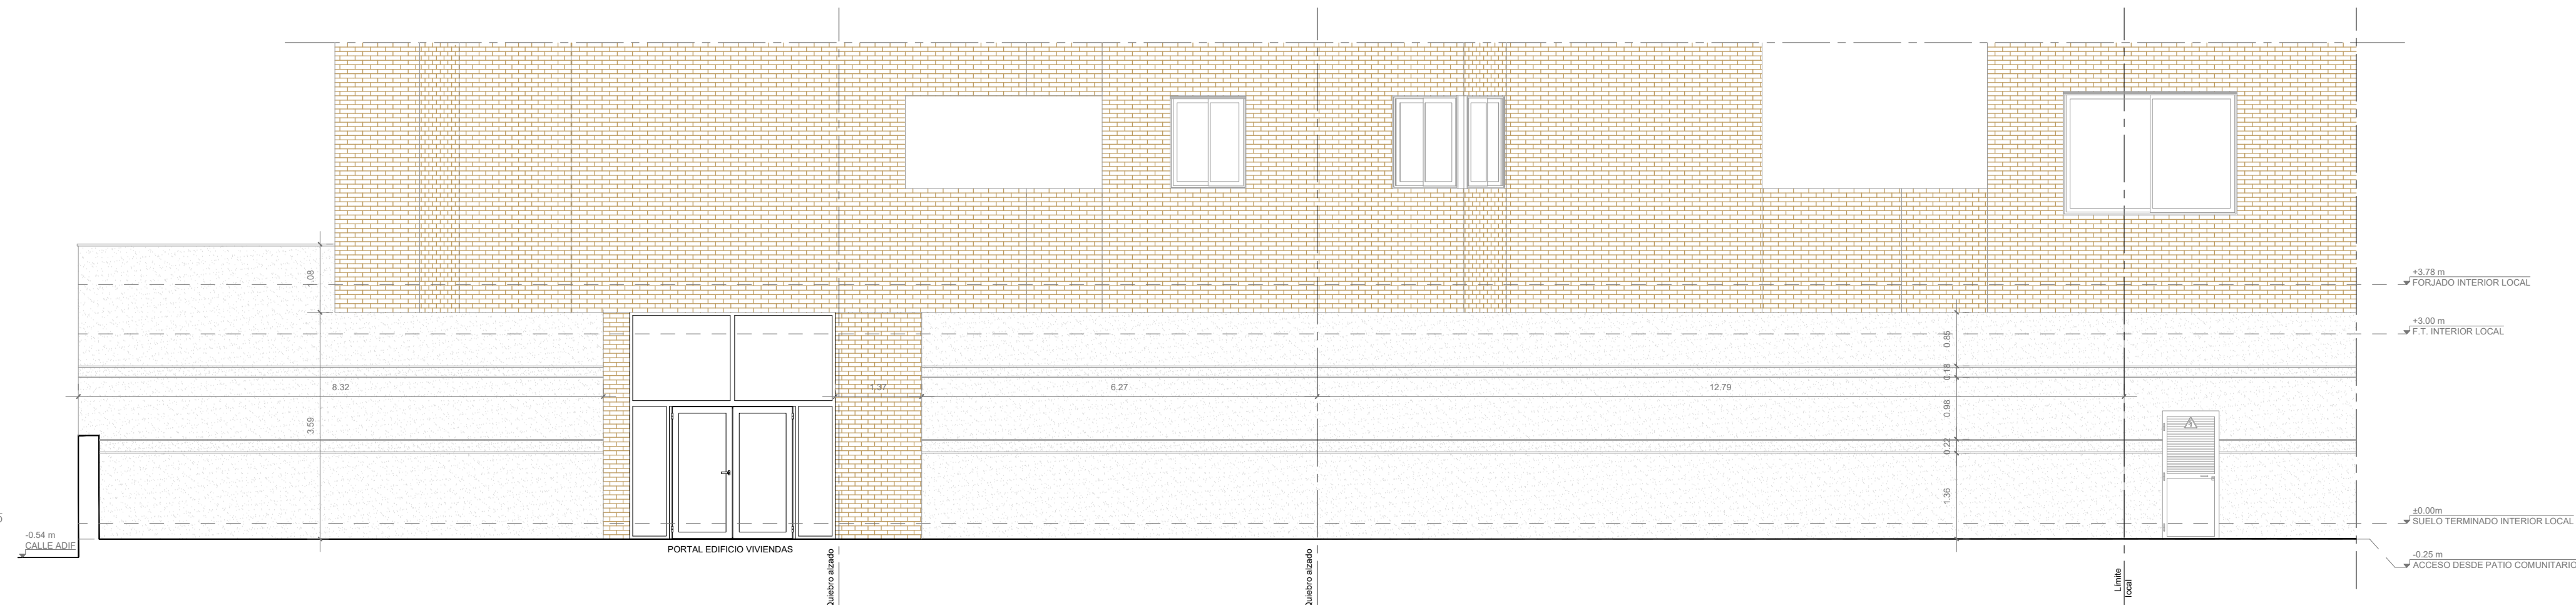 1.08
+3.78 m
FORJADO INTERIOR LOCAL
+3.00 m
F.T. INTERIOR LOCAL
0.85
0.18
8.32
1.37
6.27
12.79
0.98
3.59
0.22
1.36
±0.00m
SUELO TERMINADO INTERIOR LOCAL
-0.54 m
CALLE ADIF
PORTAL EDIFICIO VIVIENDAS
-0.25 m
ACCESO DESDE PATIO COMUNITARIO
Quiebro alzado
Quiebro alzado
Límite
local